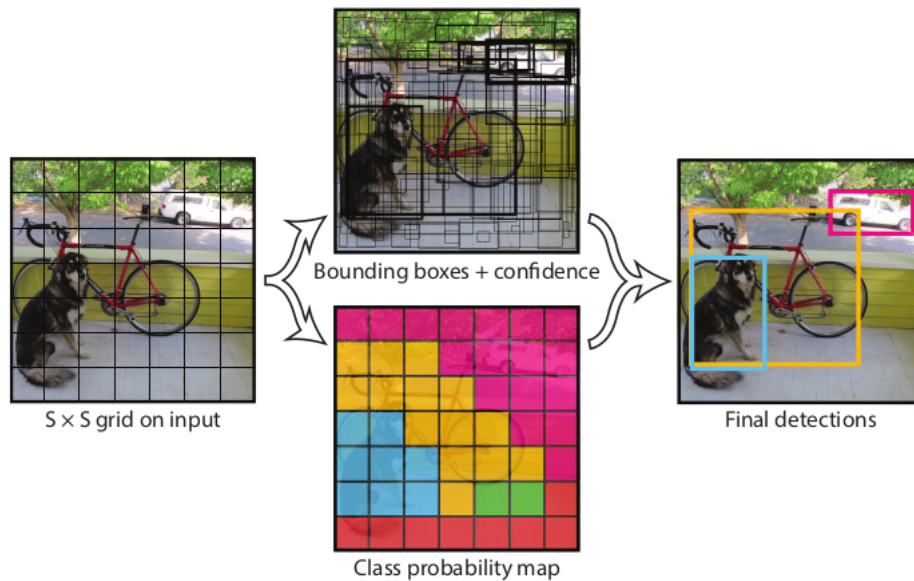 S × S grid on input
Bounding boxes + confidence
Class probability map
Final detections